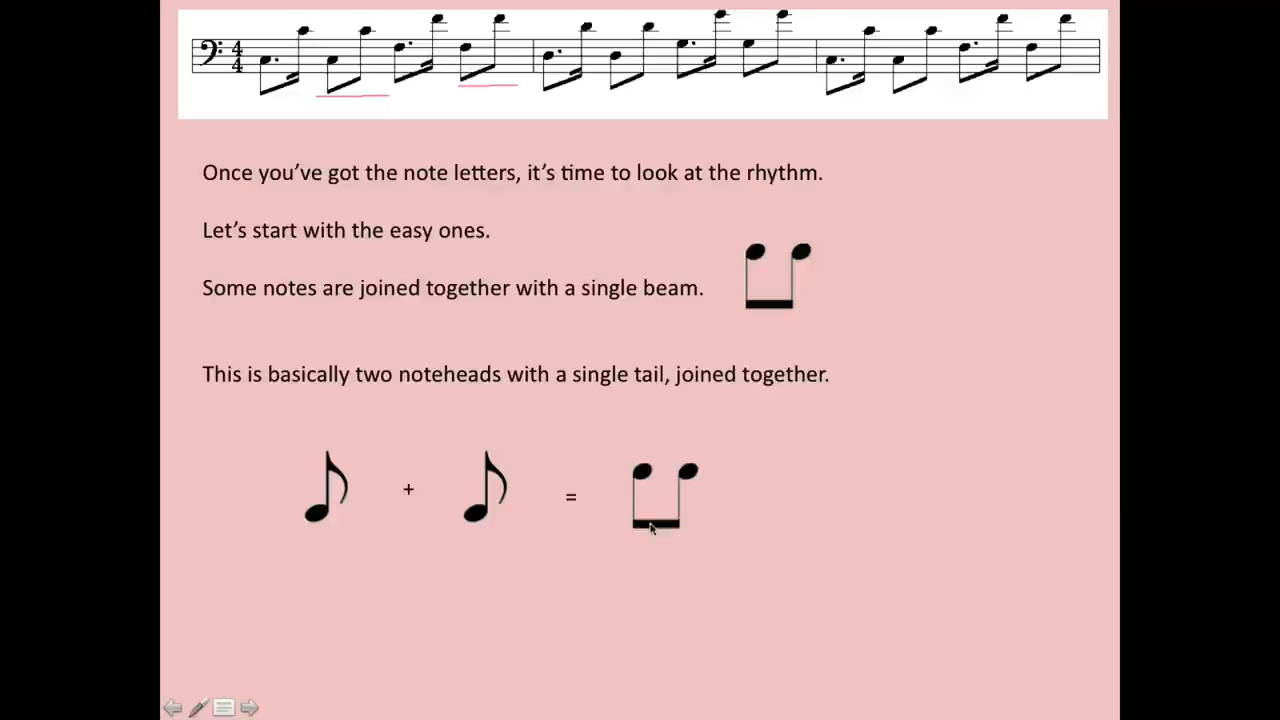 4
4
Once you've got the note letters, it's time to look at the rhythm.
Let's start with the easy ones.
Some notes are joined together with a single beam.
This is basically two noteheads with a single tail, joined together.
+ =